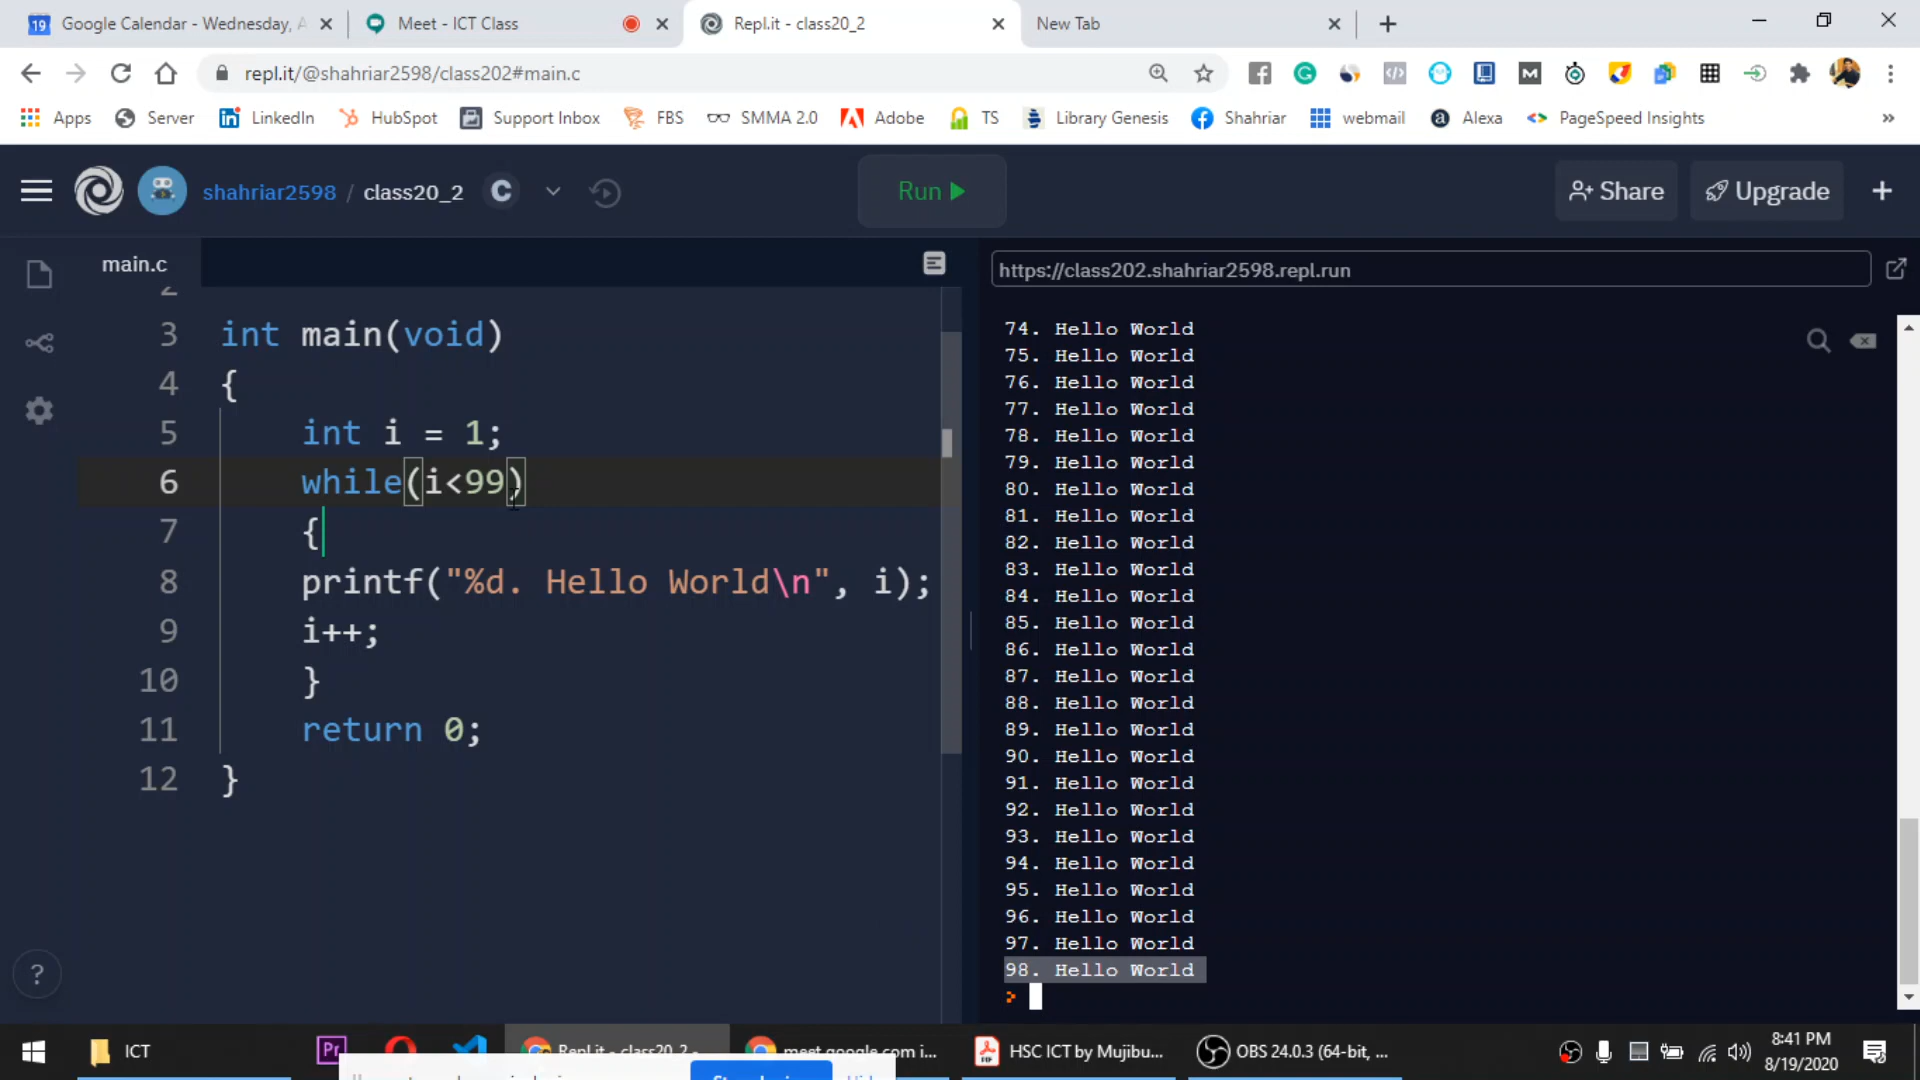 19 Google Calendar - Wednesday, A
Meet - ICT Class
Repl.it - class20_2
New Tab
repl.it/@shahriar2598/class202#main.c
Apps
Server
LinkedIn
HubSpot
Support Inbox
FBS
SMMA 2.0
Adobe
TS
Library Genesis
Shahriar
webmail
Alexa
PageSpeed Insights
»
shahriar2598 / class20_2 C
Run
Share
Upgrade
main.c
3 int main(void)
4 {
5 int i = 1;
6 while(i<99)
7 {
8 printf("%d. Hello World\n", i);
9 i++;
10 }
11 return 0;
12 }
?
https://class202.shahriar2598.repl.run
74. Hello World
75. Hello World
76. Hello World
77. Hello World
78. Hello World
79. Hello World
80. Hello World
81. Hello World
82. Hello World
83. Hello World
84. Hello World
85. Hello World
86. Hello World
87. Hello World
88. Hello World
89. Hello World
90. Hello World
91. Hello World
92. Hello World
93. Hello World
94. Hello World
95. Hello World
96. Hello World
97. Hello World
98. Hello World
>
ICT
Pr
Repl.it - class20_2 -
meet.google.com i...
HSC ICT by Mujibu...
OBS 24.0.3 (64-bit, ...
8:41 PM
8/19/2020